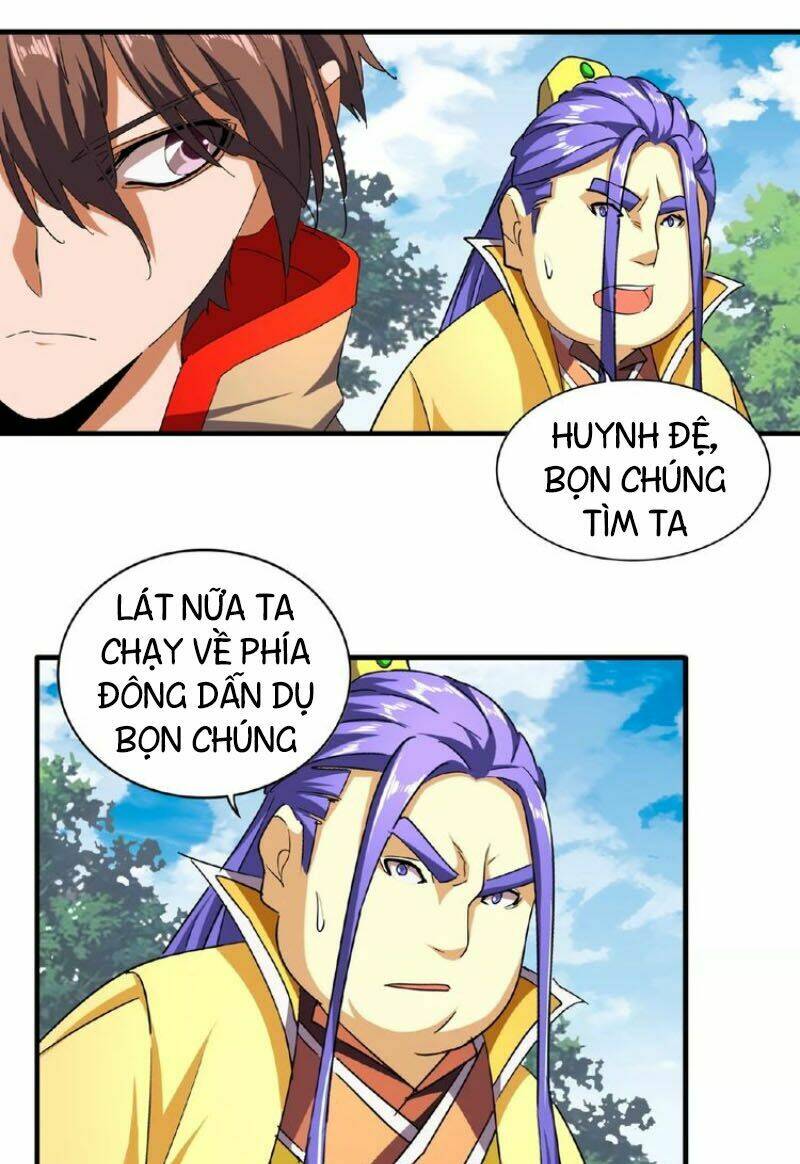 HUYNH ĐỆ,
BỌN CHÚNG
TÌM TA
LÁT NỮA TA
CHẠY VỀ PHÍA
ĐÔNG DẪN DỤ
BỌN CHÚNG